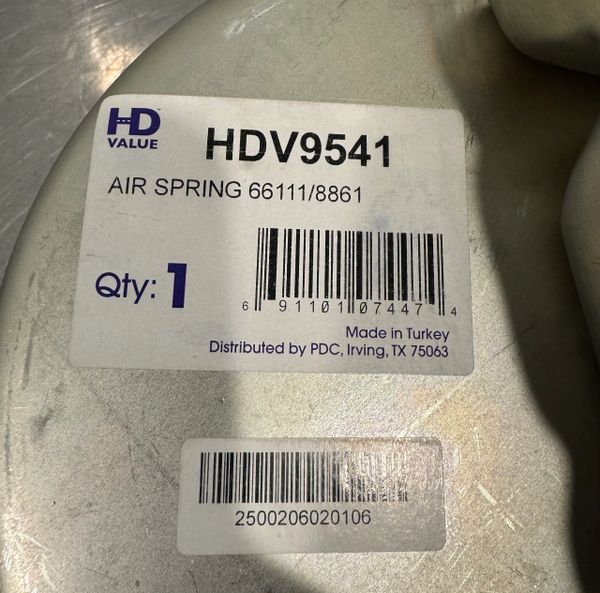 HD
VALUE
HDV9541
AIR SPRING 66111/8861
Qty: 1
6 91101 07447 4
Made in Turkey
Distributed by PDC, Irving, TX 75063
2500206020106